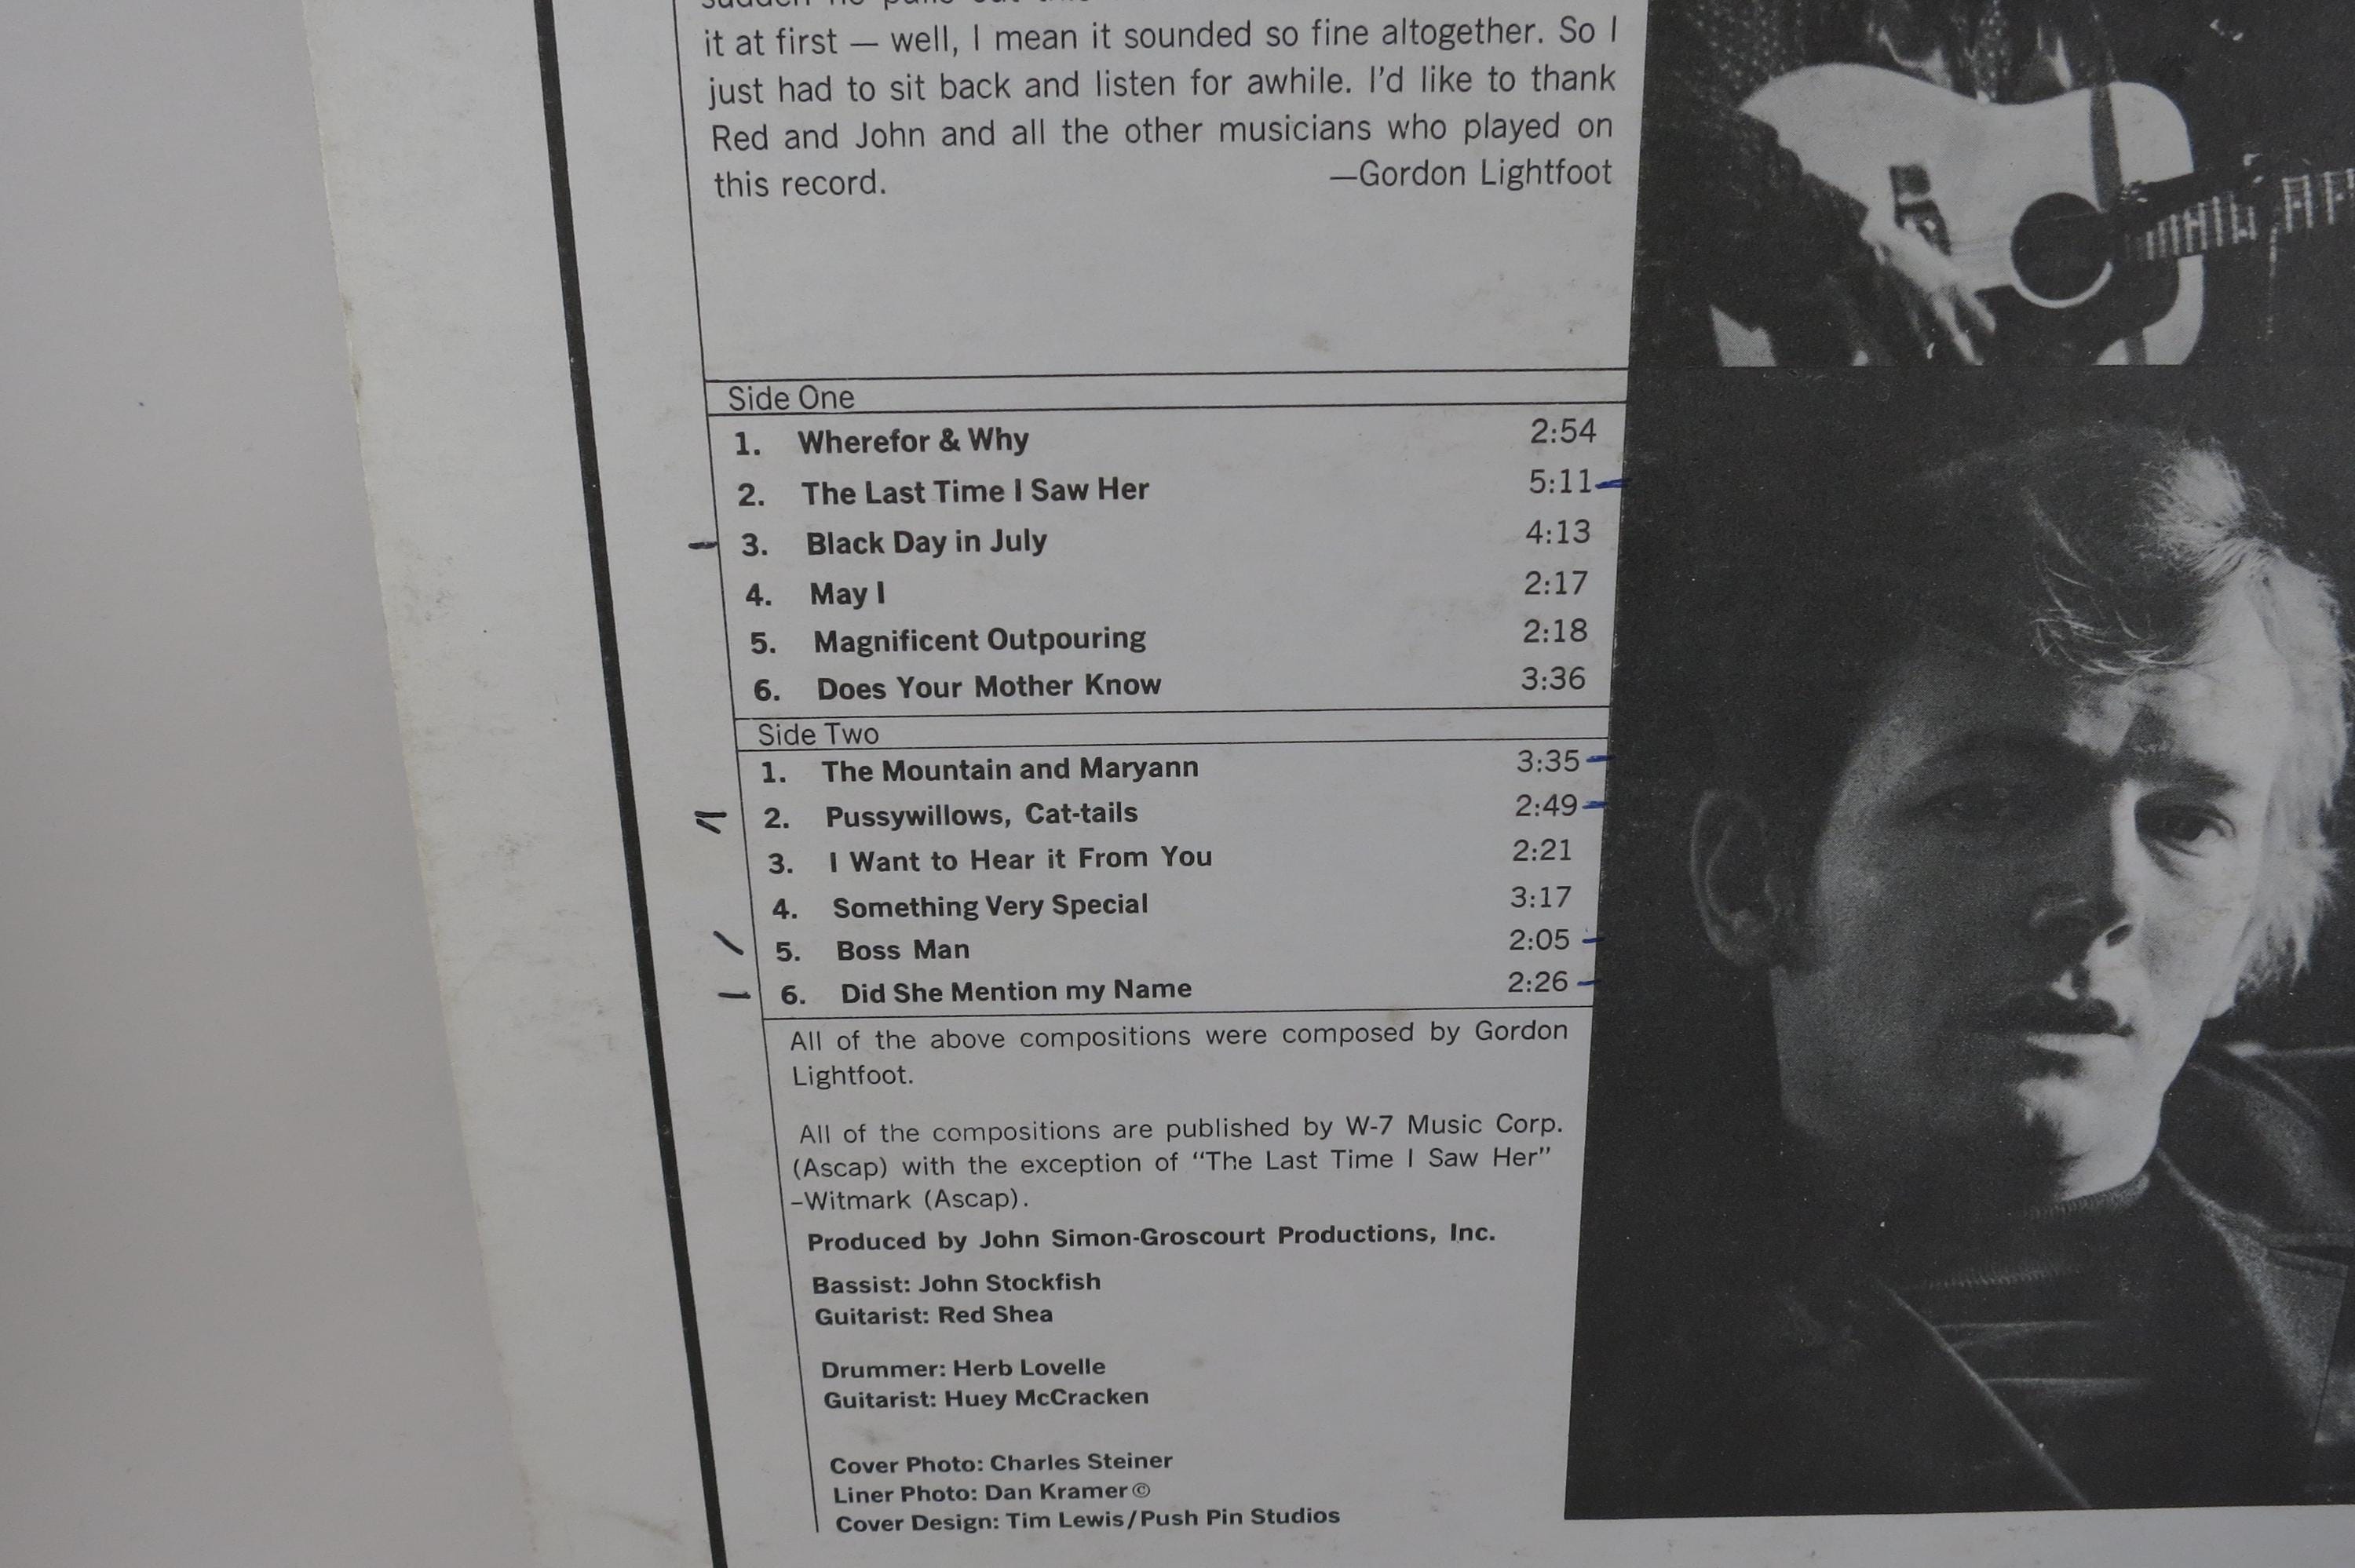 it at first — well, I mean it sounded so fine altogether. So I
just had to sit back and listen for awhile. I'd like to thank
Red and John and all the other musicians who played on
this record. —Gordon Lightfoot
Side One
1. Wherefor & Why 2:54
2. The Last Time I Saw Her 5:11
3. Black Day in July 4:13
4. May I 2:17
5. Magnificent Outpouring 2:18
6. Does Your Mother Know 3:36
Side Two
1. The Mountain and Maryann 3:35
2. Pussywillows, Cat-tails 2:49
3. I Want to Hear it From You 2:21
4. Something Very Special 3:17
5. Boss Man 2:05
6. Did She Mention my Name 2:26
All of the above compositions were composed by Gordon
Lightfoot.
All of the compositions are published by W-7 Music Corp.
(Ascap) with the exception of “The Last Time I Saw Her”
–Witmark (Ascap).
Produced by John Simon-Groscourt Productions, Inc.
Bassist: John Stockfish
Guitarist: Red Shea
Drummer: Herb Lovelle
Guitarist: Huey McCracken
Cover Photo: Charles Steiner
Liner Photo: Dan Kramer©
Cover Design: Tim Lewis/Push Pin Studios